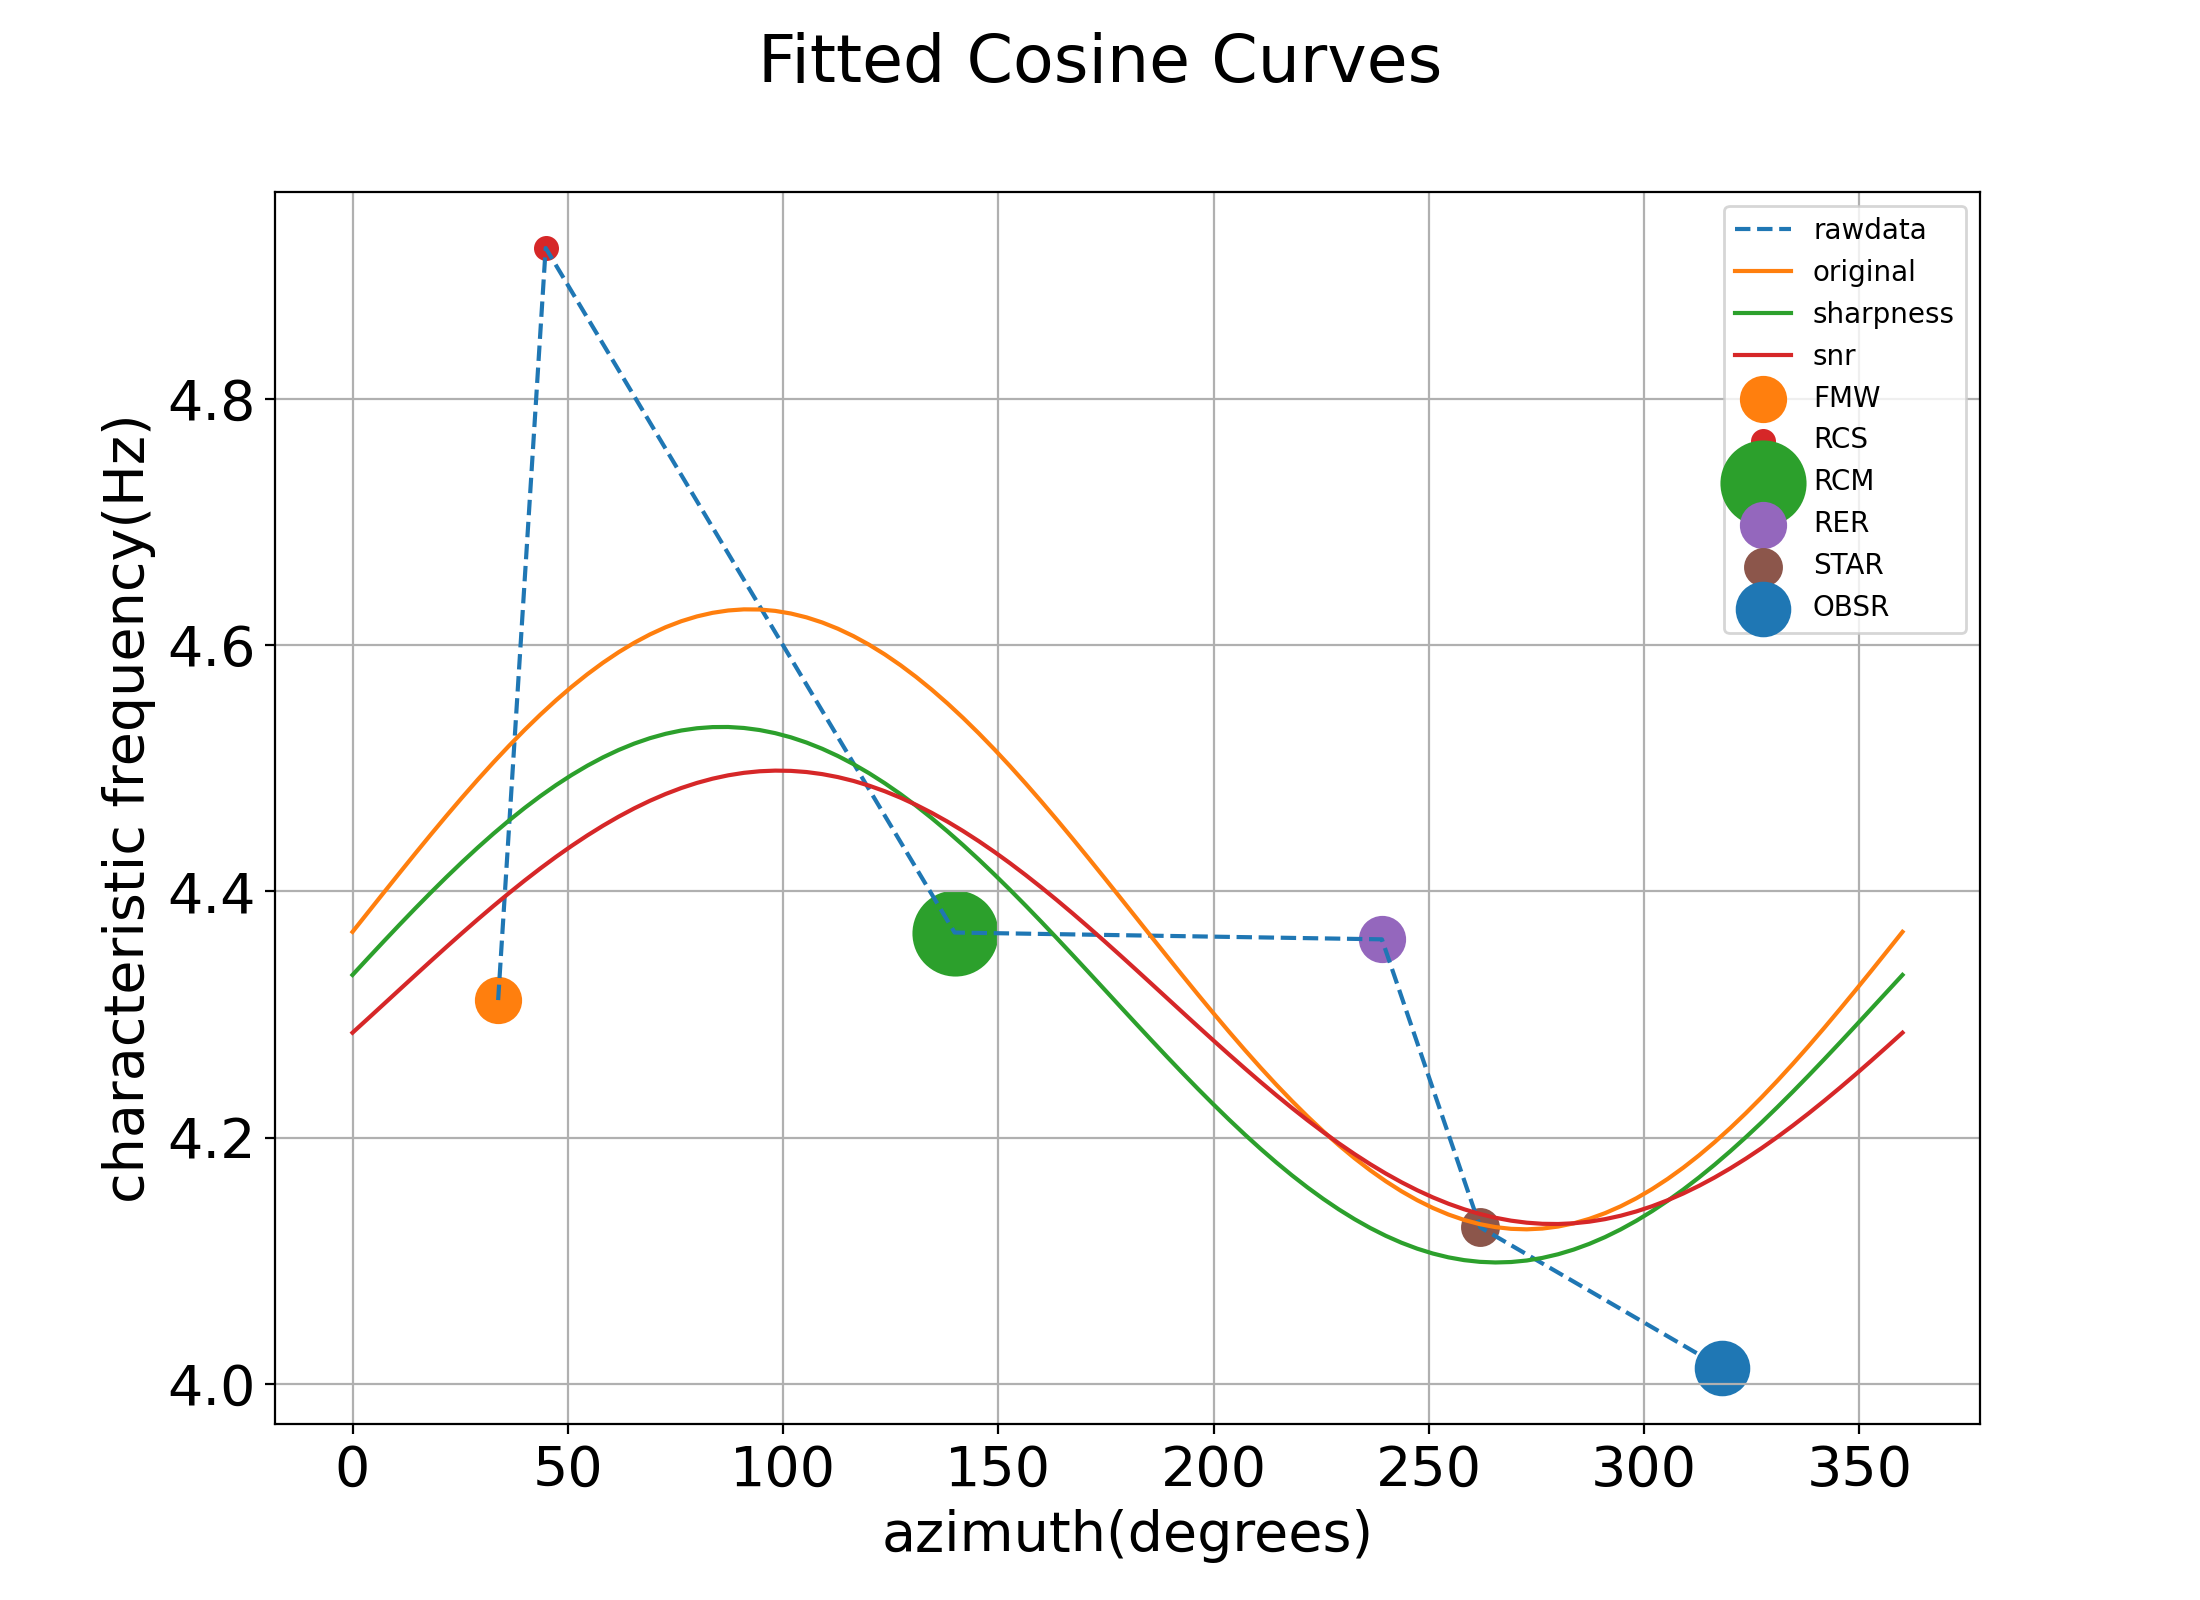 Fitted Cosine Curves
rawdata
original
sharpness
snr
FMW
RCS
RCM
RER
STAR
OBSR
characteristic frequency(Hz)
4.8
4.6
4.4
4.2
4.0
0 50 100 150 200 250 300 350
azimuth(degrees)